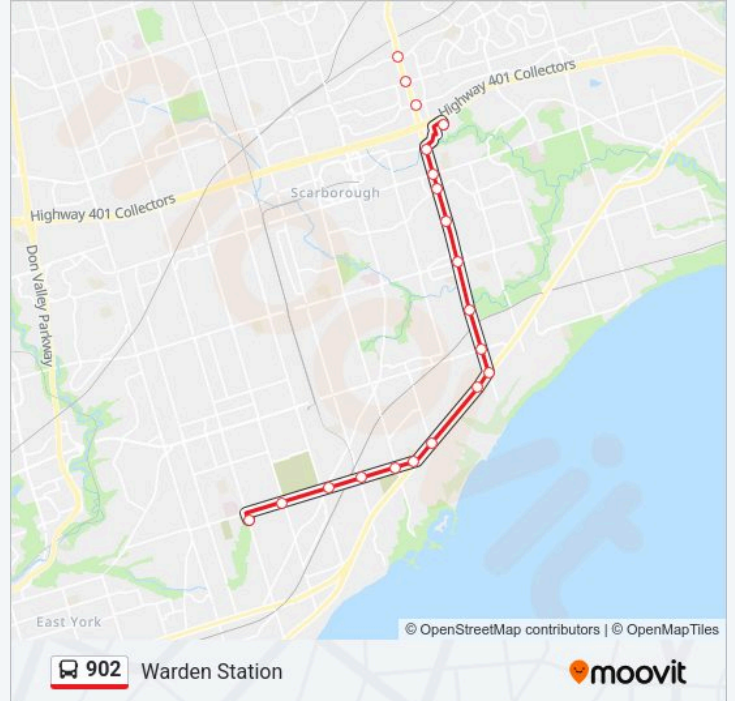 Highway 401 Collectors
Scarborough
Highway 401 Collectors
Don Valley Parkway
East York
© OpenStreetMap contributors | © OpenMapTiles
902 Warden Station
moovit